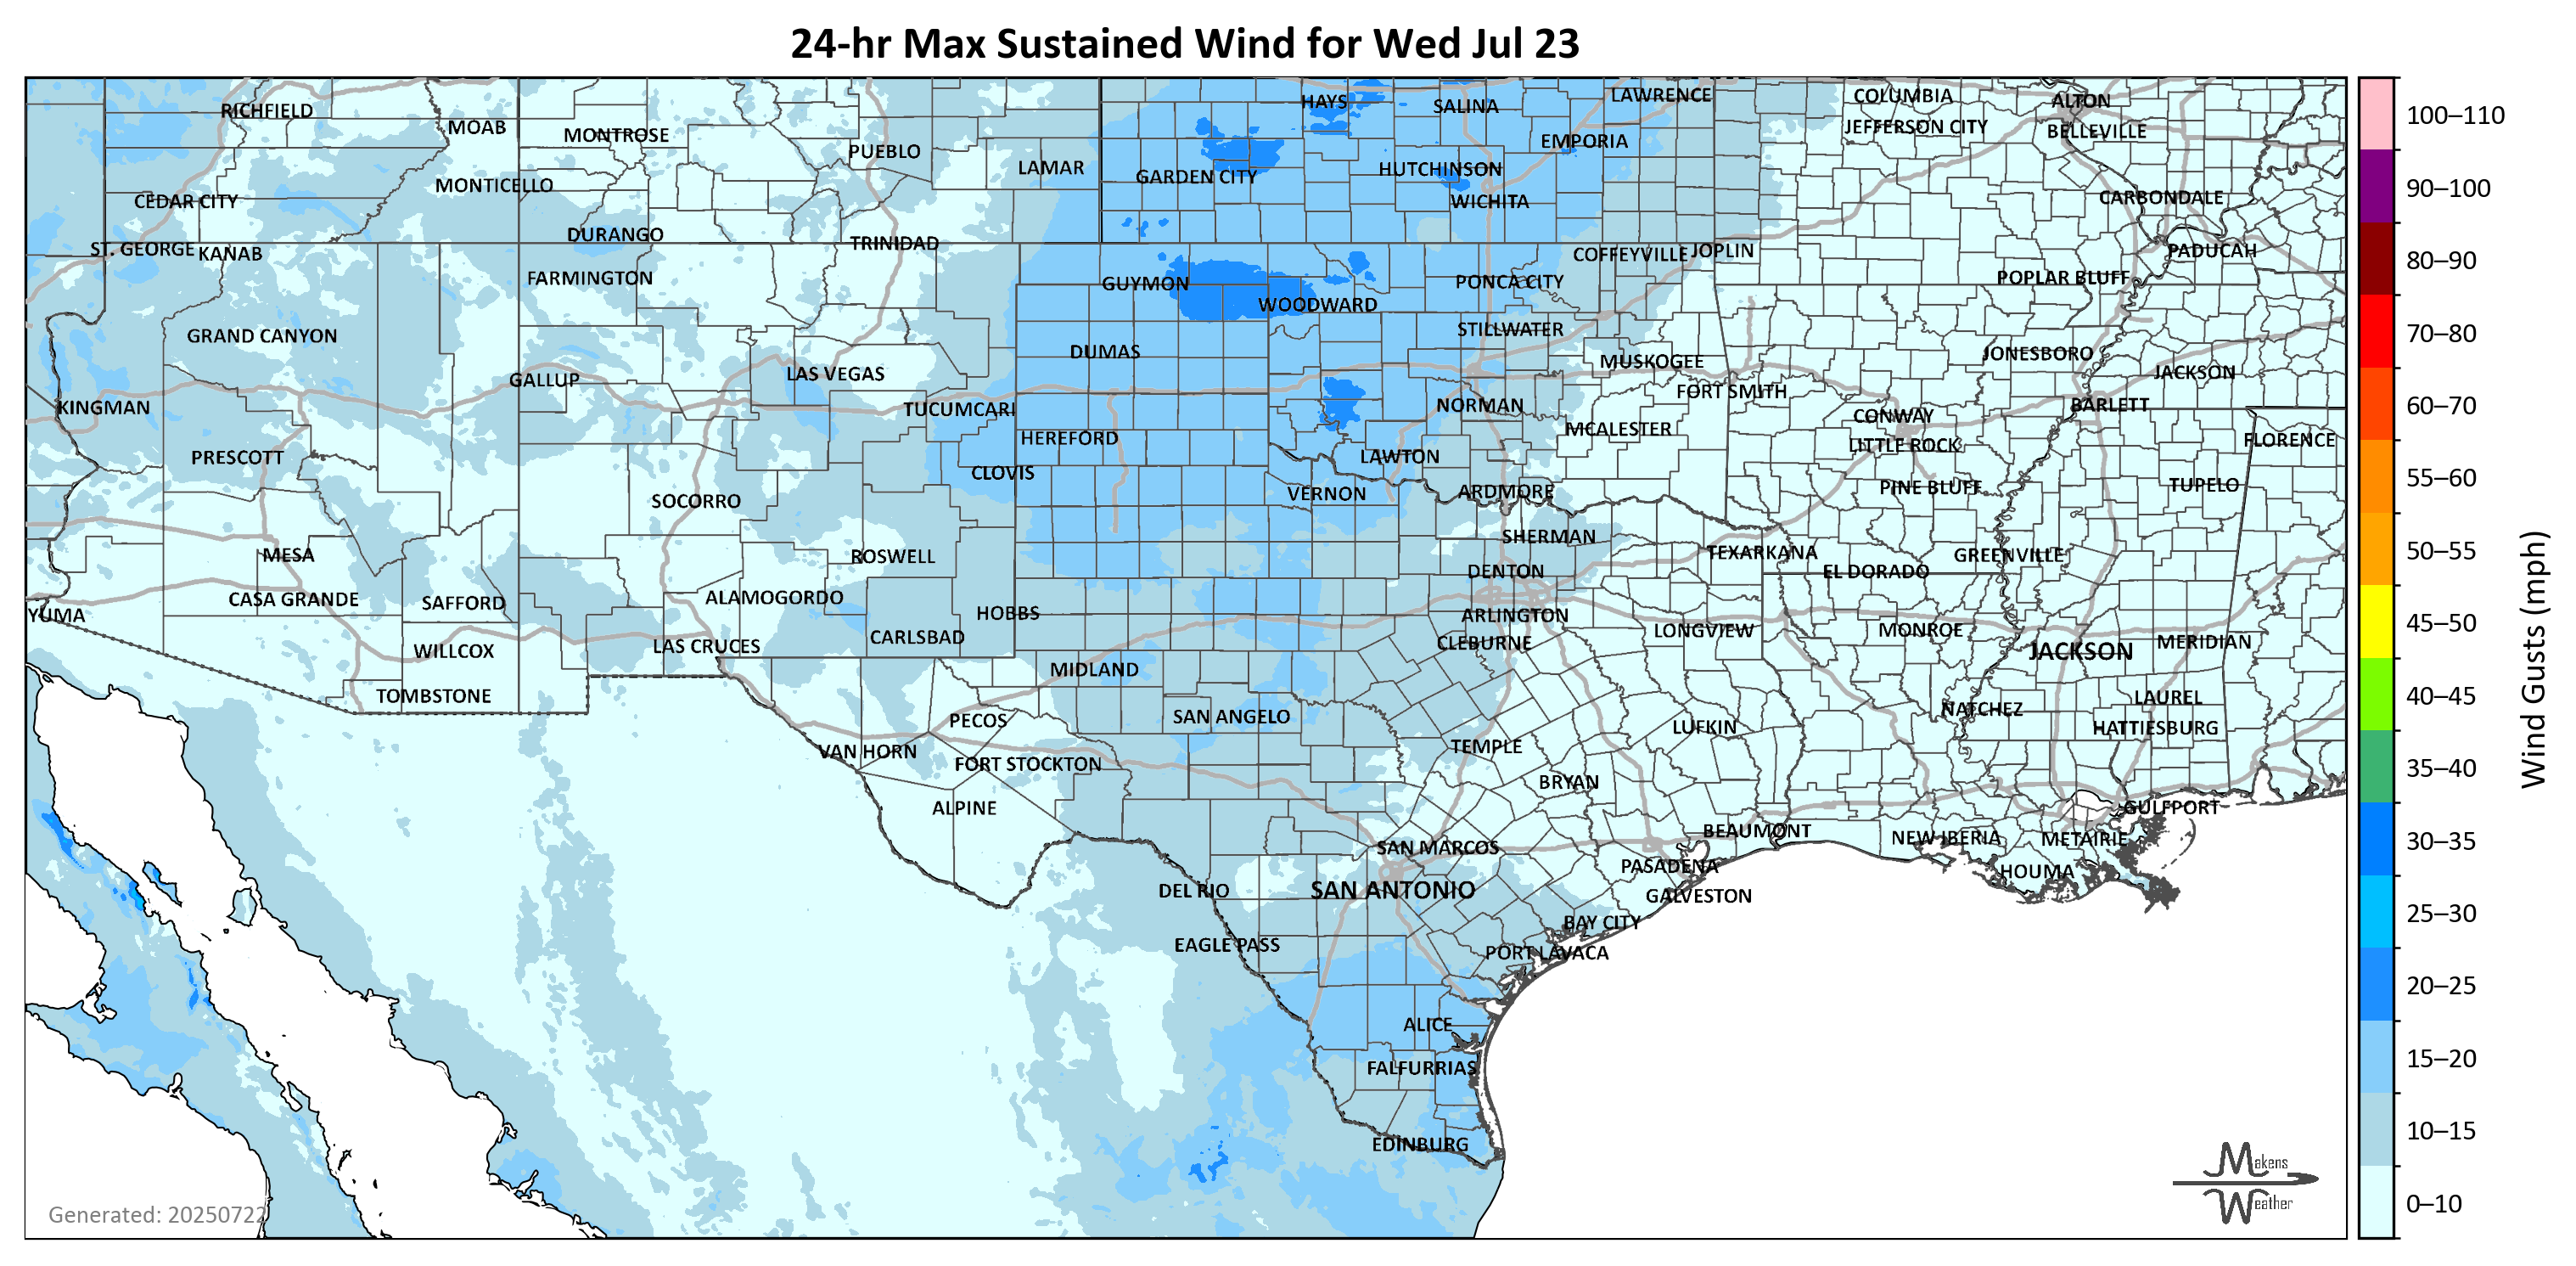 24-hr Max Sustained Wind for Wed Jul 23
RICHFIELD
MOAB
MONTROSE
PUEBLO
LAMAR
HAYS
SALINA
LAWRENCE
COLUMBIA
ALTON
JEFFERSON CITY
BELLEVILLE
EMPORIA
HUTCHINSON
GARDEN CITY
MONTICELLO
CEDAR CITY
WICHITA
CARBONDALE
DURANGO
TRINIDAD
ST. GEORGE
KANAB
COFFEYVILLE
JOPLIN
PADUCAH
FARMINGTON
GUYMON
PONCA CITY
POPLAR BLUFF
WOODWARD
GRAND CANYON
STILLWATER
DUMAS
MUSKOGEE
JONESBORO
GALLUP
LAS VEGAS
FORT SMITH
JACKSON
KINGMAN
TUCUMCARI
NORMAN
CONWAY
BARLETT
HEREFORD
MCALESTER
LITTLE ROCK
FLORENCE
PRESCOTT
CLOVIS
LAWTON
SOCORRO
VERNON
ARDMORE
PINE BLUFF
TUPELO
MESA
ROSWELL
SHERMAN
TEXARKANA
GREENVILLE
DENTON
EL DORADO
CASA GRANDE
SAFFORD
ALAMOGORDO
HOBBS
ARLINGTON
YUMA
CARLSBAD
LAS CRUCES
WILLCOX
CLEBURNE
LONGVIEW
MONROE
JACKSON
MERIDIAN
MIDLAND
TOMBSTONE
PECOS
SAN ANGELO
LUFKIN
NATCHEZ
LAUREL
HATTIESBURG
VAN HORN
FORT STOCKTON
TEMPLE
BRYAN
ALPINE
GULFPORT
BEAUMONT
NEW IBERIA
METAIRIE
SAN MARCOS
PASADENA
HOUMA
DEL RIO
SAN ANTONIO
GALVESTON
BAY CITY
EAGLE PASS
PORT LAVACA
ALICE
FALFURRIAS
EDINBURG
Generated: 20250722
Makens
Weather
100–110
90–100
80–90
70–80
60–70
55–60
50–55
45–50
40–45
35–40
30–35
25–30
20–25
15–20
10–15
0–10
Wind Gusts (mph)